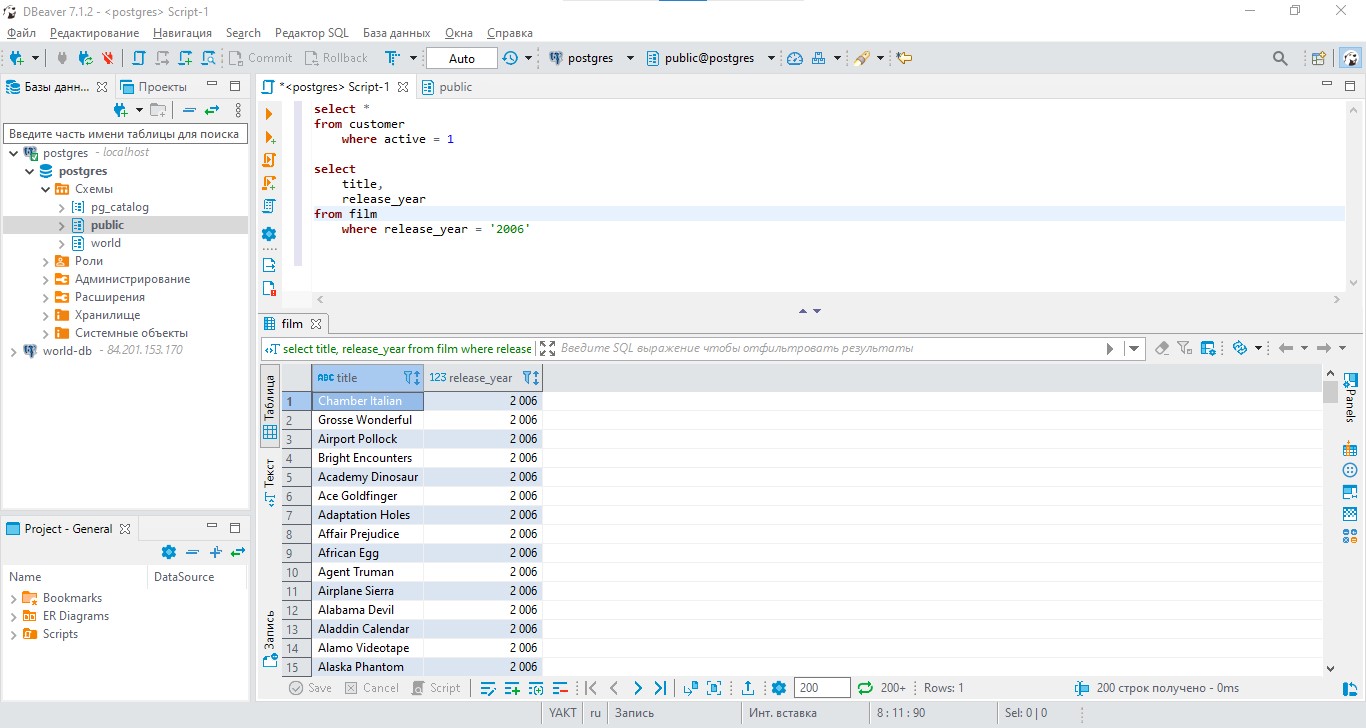 DBeaver 7.1.2 - <postgres> Script-1
Файл Редактирование Навигация Search Редактор SQL База данных Окна Справка
Commit Rollback Auto postgres public@postgres
Базы данн... Проекты
*<postgres> Script-1 public
Введите часть имени таблицы для поиска
postgres - localhost
postgres
Схемы
pg_catalog
public
world
Роли
Администрирование
Расширения
Хранилище
Системные объекты
world-db - 84.201.153.170
select *
from customer
where active = 1
select
title,
release_year
from film
where release_year = '2006'
film
select title, release_year from film where release
Введите SQL выражение чтобы отфильтровать результаты
Таблица
Текст
Запись
Panels
ABC title 123 release_year
1 Chamber Italian 2 006
2 Grosse Wonderful 2 006
3 Airport Pollock 2 006
4 Bright Encounters 2 006
5 Academy Dinosaur 2 006
6 Ace Goldfinger 2 006
7 Adaptation Holes 2 006
8 Affair Prejudice 2 006
9 African Egg 2 006
10 Agent Truman 2 006
11 Airplane Sierra 2 006
12 Alabama Devil 2 006
13 Aladdin Calendar 2 006
14 Alamo Videotape 2 006
15 Alaska Phantom 2 006
Project - General
Name DataSource
Bookmarks
ER Diagrams
Scripts
Save Cancel Script 200 200+ Rows: 1 200 строк получено - 0ms
YAKT ru Запись Инт. вставка 8 : 11 : 90 Sel: 0 | 0